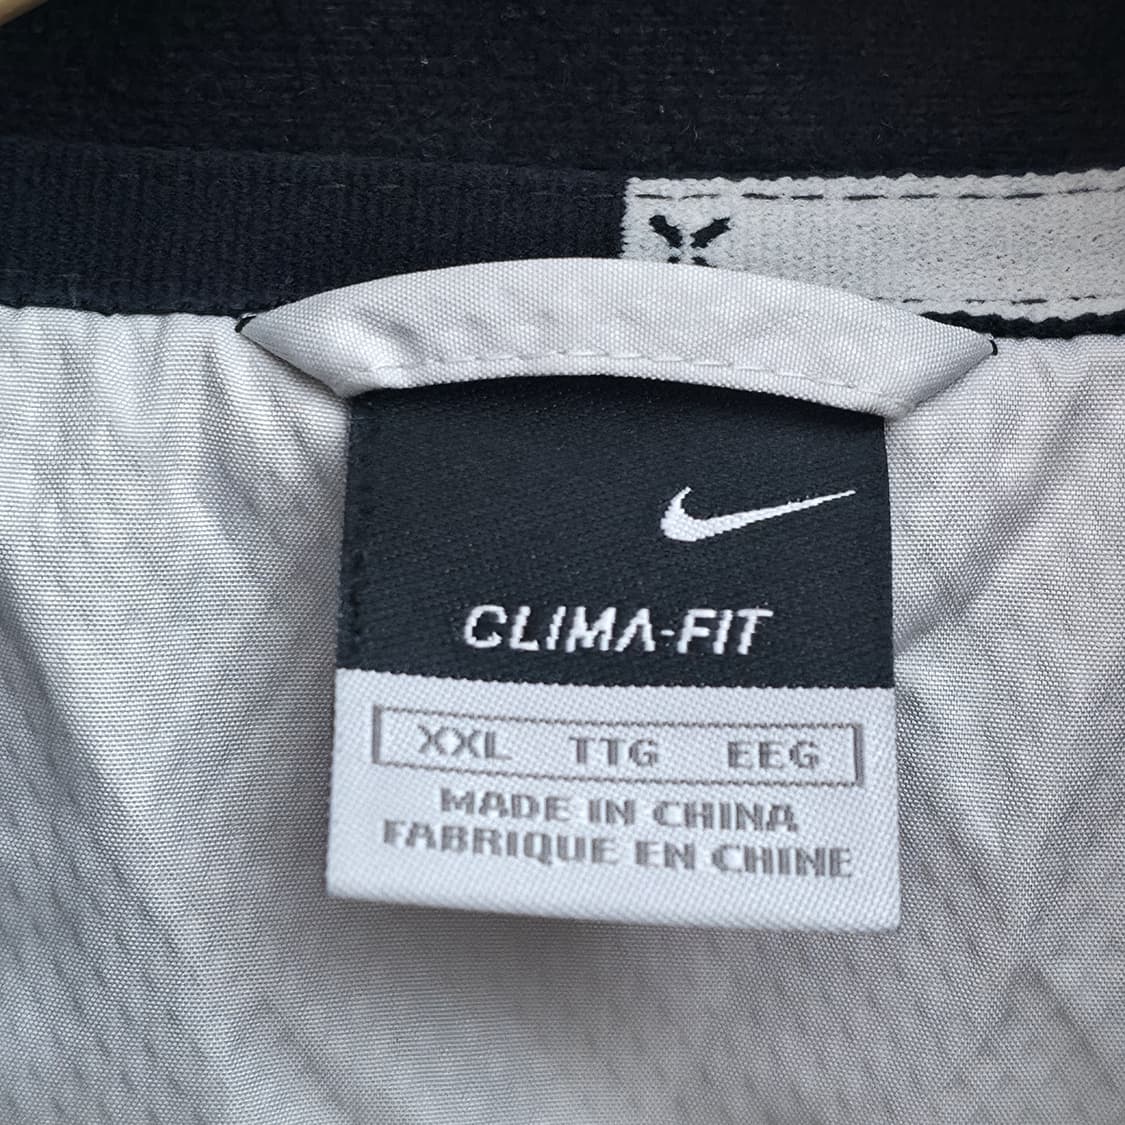 CLIMA-FIT
XXL TTG EEG
MADE IN CHINA
FABRIQUE EN CHINE